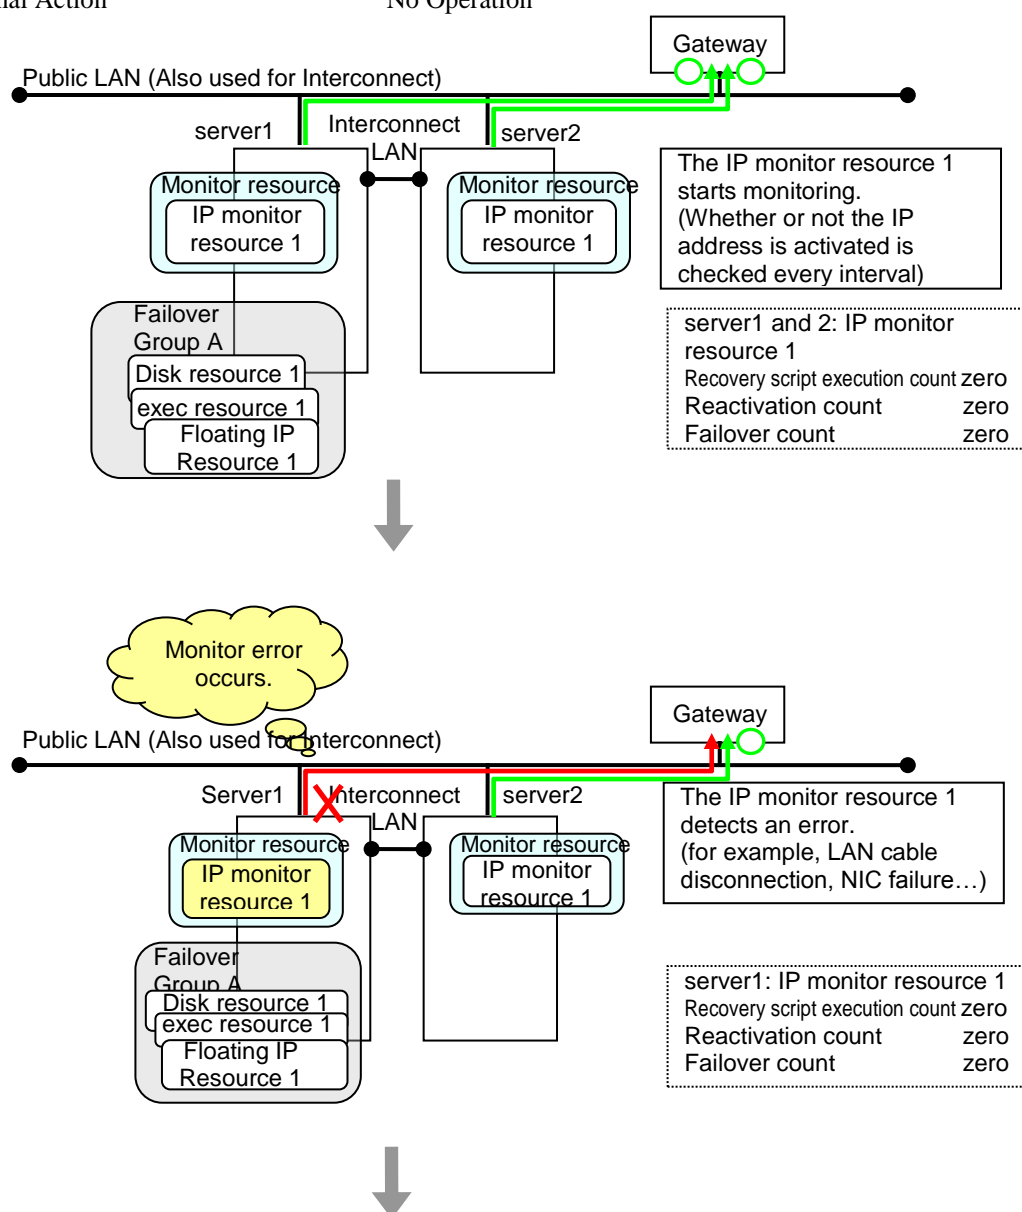 nal Action No Operation
Gateway
Public LAN (Also used for Interconnect)
server1
Interconnect
LAN
server2
Monitor resource
IP monitor
resource 1
Monitor resource
IP monitor
resource 1
The IP monitor resource 1
starts monitoring.
(Whether or not the IP
address is activated is
checked every interval)
Failover
Group A
Disk resource 1
exec resource 1
Floating IP
Resource 1
server1 and 2: IP monitor
resource 1
Recovery script execution count zero
Reactivation count zero
Failover count zero
Monitor error
occurs.
Gateway
Public LAN (Also used for Interconnect)
Server1
Interconnect
LAN
server2
Monitor resource
IP monitor
resource 1
Monitor resource
IP monitor
resource 1
The IP monitor resource 1
detects an error.
(for example, LAN cable
disconnection, NIC failure…)
Failover
Group A
Disk resource 1
exec resource 1
Floating IP
Resource 1
server1: IP monitor resource 1
Recovery script execution count zero
Reactivation count zero
Failover count zero